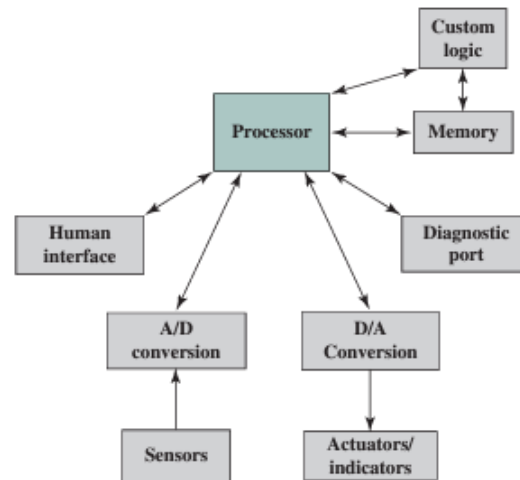 Custom
logic
Processor
Memory
Human
interface
Diagnostic
port
A/D
conversion
D/A
Conversion
Sensors
Actuators/
indicators